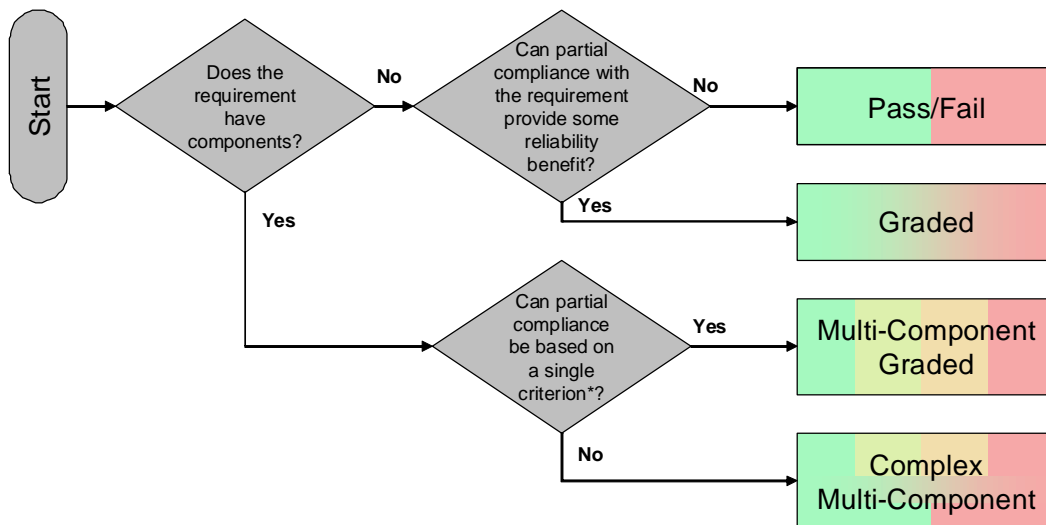 Start
Does the
requirement
have
components?
No
Can partial
compliance with
the requirement
provide some
reliability
benefit?
No
Pass/Fail
Yes
Yes
Graded
Can partial
compliance
be based on
a single
criterion*?
Yes
Multi-Component
Graded
No
Complex
Multi-Component